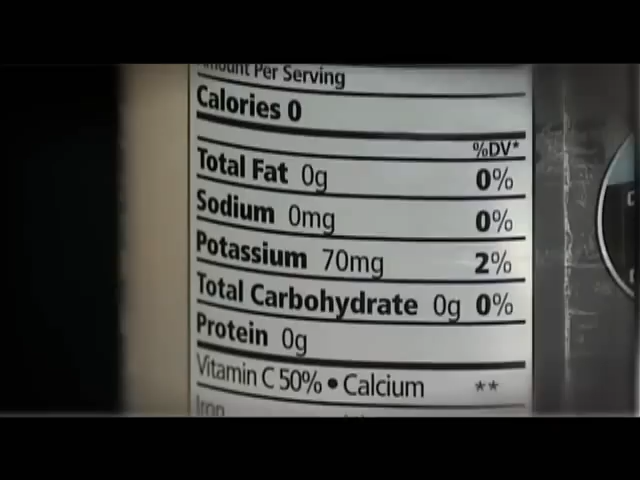 Amount Per Serving
Calories 0
%DV*
Total Fat 0g 0%
Sodium 0mg 0%
Potassium 70mg 2%
Total Carbohydrate 0g 0%
Protein 0g
Vitamin C 50% • Calcium **
Iron